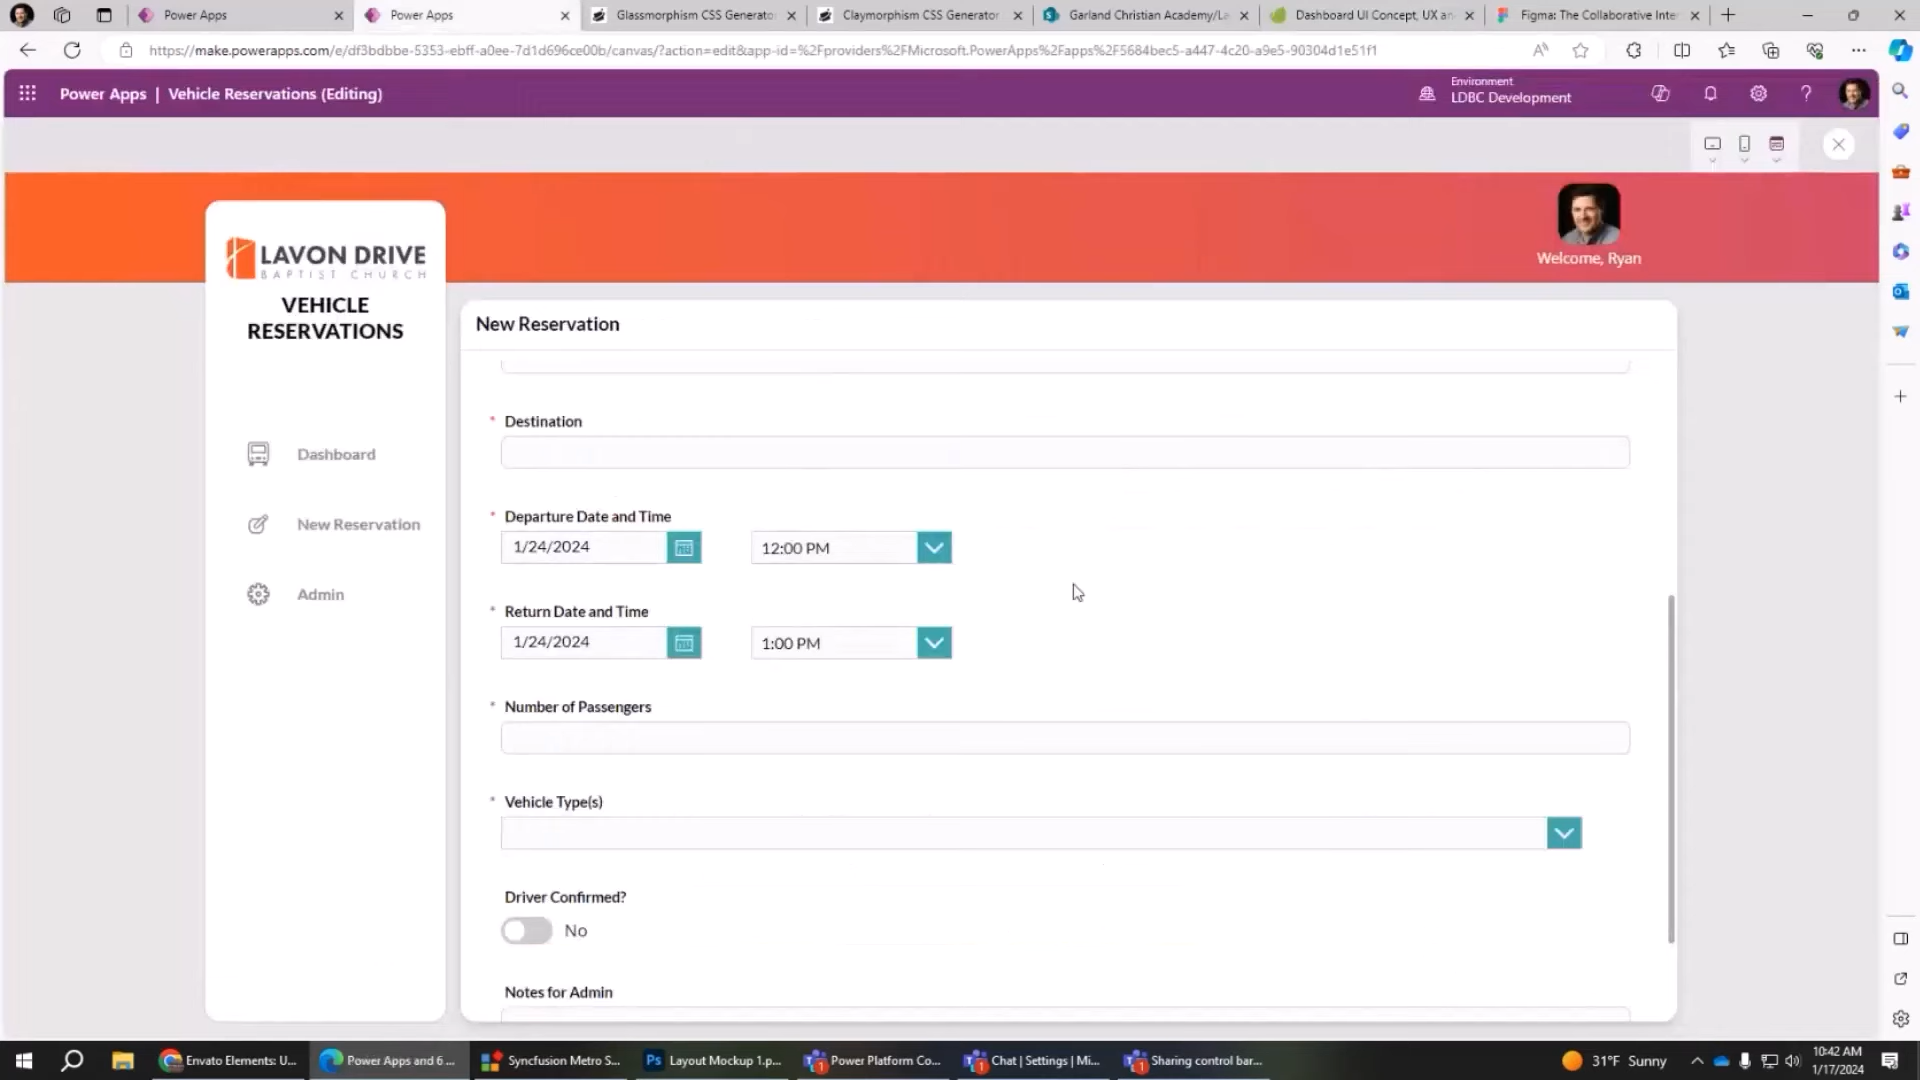 Power Apps
Power Apps
Glassmorphism CSS Generato
Claymorphism CSS Generator
Garland Christian Academy/La
Dashboard UI Concept, UX an
Figma: The Collaborative Inte
https://make.powerapps.com/e/df3bdbbe-5353-ebff-a0ee-7d1d696ce00b/canvas/?action=edit&app-id=%2Fproviders%2FMicrosoft.PowerApps%2Fapps%2F5684bec5-a447-4c20-a9e5-90304d1e51f1
Power Apps | Vehicle Reservations (Editing)
Environment
LDBC Development
LAVON DRIVE
BAPTIST CHURCH
VEHICLE
RESERVATIONS
Dashboard
New Reservation
Admin
Welcome, Ryan
New Reservation
* Destination
* Departure Date and Time
1/24/2024
12:00 PM
* Return Date and Time
1/24/2024
1:00 PM
* Number of Passengers
* Vehicle Type(s)
Driver Confirmed?
No
Notes for Admin
Envato Elements: U...
Power Apps and 6 ...
Syncfusion Metro S...
Layout Mockup 1.p...
Power Platform Co...
Chat | Settings | Mi...
Sharing control bar...
31°F Sunny
10:42 AM
1/17/2024